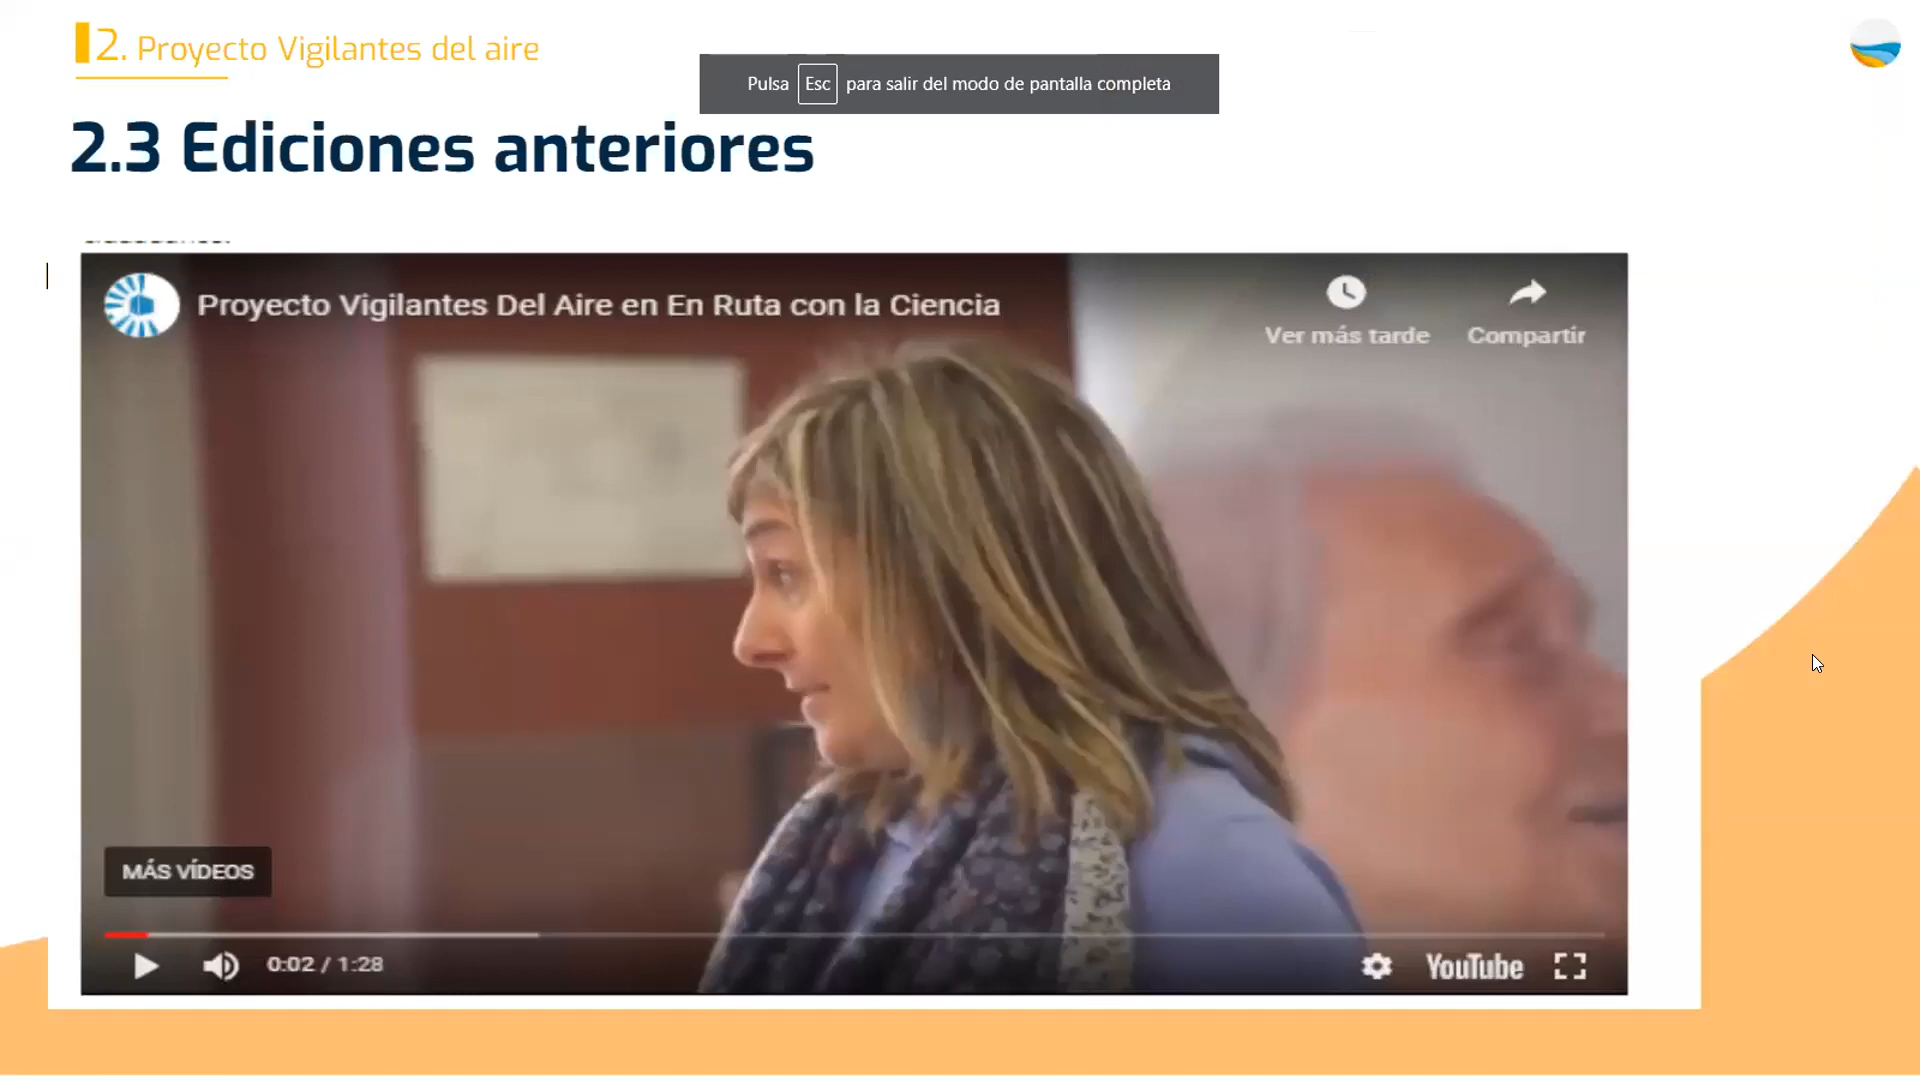 2. Proyecto Vigilantes del aire
Pulsa Esc para salir del modo de pantalla completa
2.3 Ediciones anteriores
Proyecto Vigilantes Del Aire en En Ruta con la Ciencia
Ver más tarde
Compartir
MÁS VÍDEOS
0:02 / 1:28
YouTube